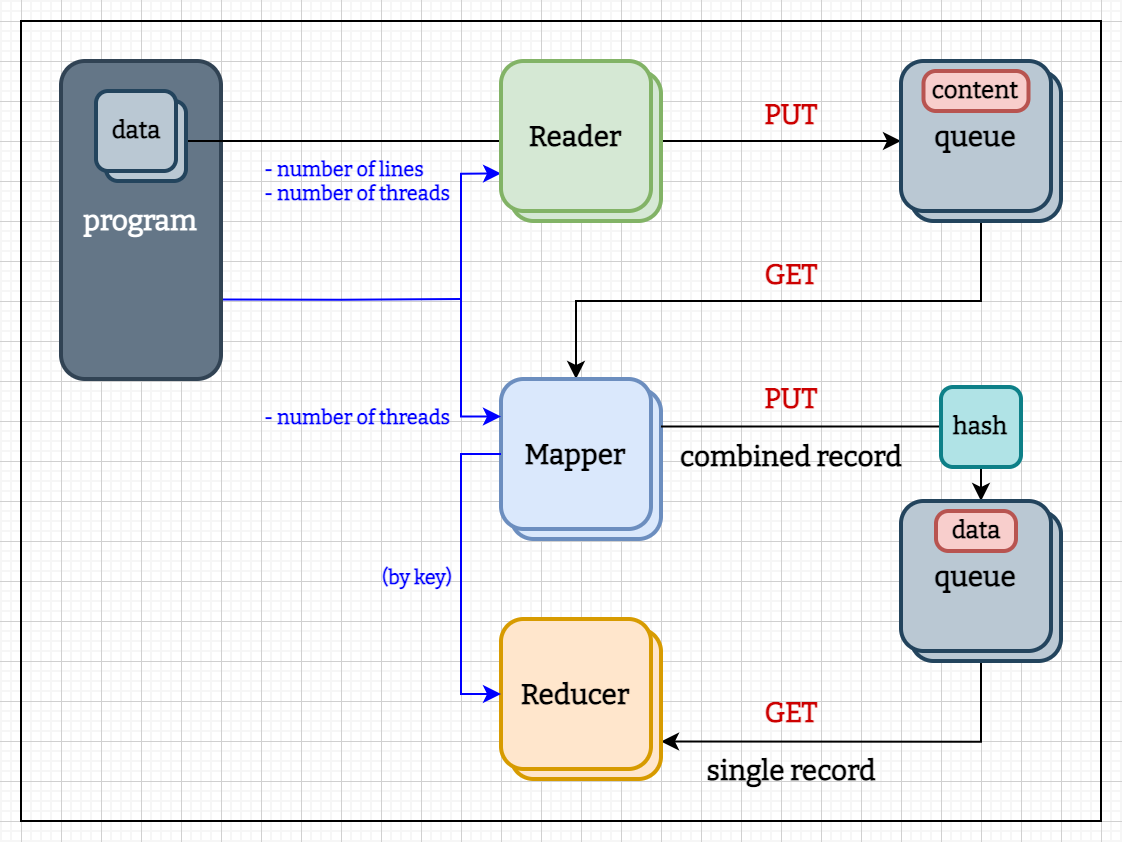 data
program
- number of lines
- number of threads
Reader
PUT
content
queue
GET
- number of threads
Mapper
PUT
combined record
hash
data
queue
(by key)
Reducer
GET
single record